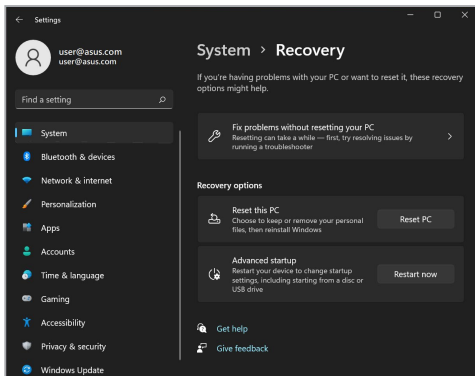 Settings
user@asus.com
user@asus.com
Find a setting
System
Bluetooth & devices
Network & internet
Personalization
Apps
Accounts
Time & language
Gaming
Accessibility
Privacy & security
Windows Update
System > Recovery
If you're having problems with your PC or want to reset it, these recovery
options might help.
Fix problems without resetting your PC
Resetting can take a while — first, try resolving issues by
running a troubleshooter
Recovery options
Reset this PC
Choose to keep or remove your personal
files, then reinstall Windows
Reset PC
Advanced startup
Restart your device to change startup
settings, including starting from a disc or
USB drive
Restart now
Get help
Give feedback